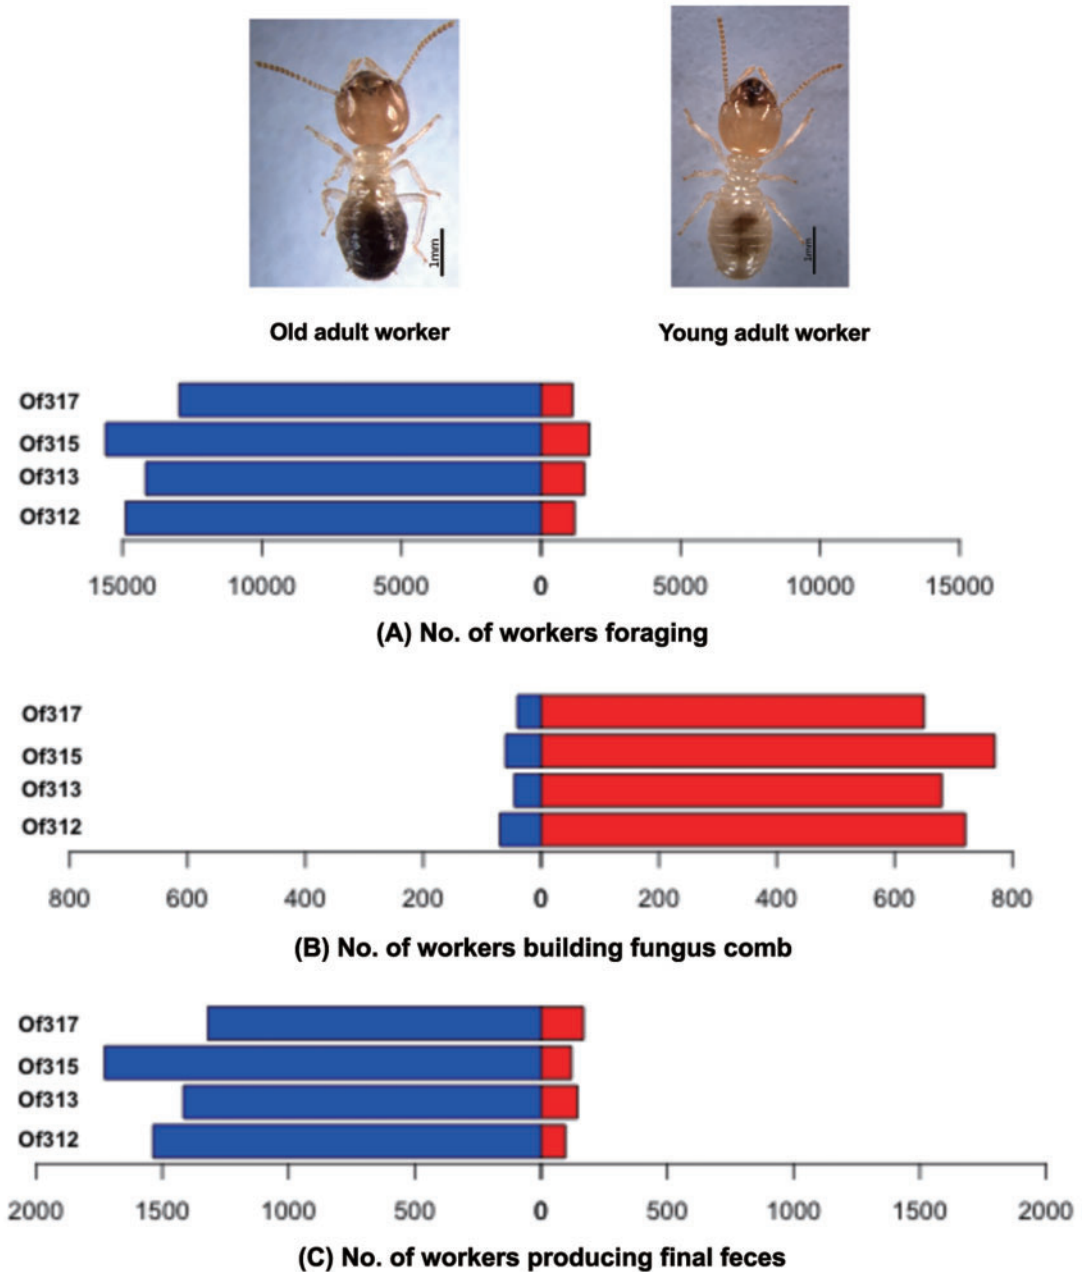 1mm
1mm
Old adult worker
Young adult worker
Of317
Of315
Of313
Of312
15000 10000 5000 0 5000 10000 15000
(A) No. of workers foraging
Of317
Of315
Of313
Of312
800 600 400 200 0 200 400 600 800
(B) No. of workers building fungus comb
Of317
Of315
Of313
Of312
2000 1500 1000 500 0 500 1000 1500 2000
(C) No. of workers producing final feces